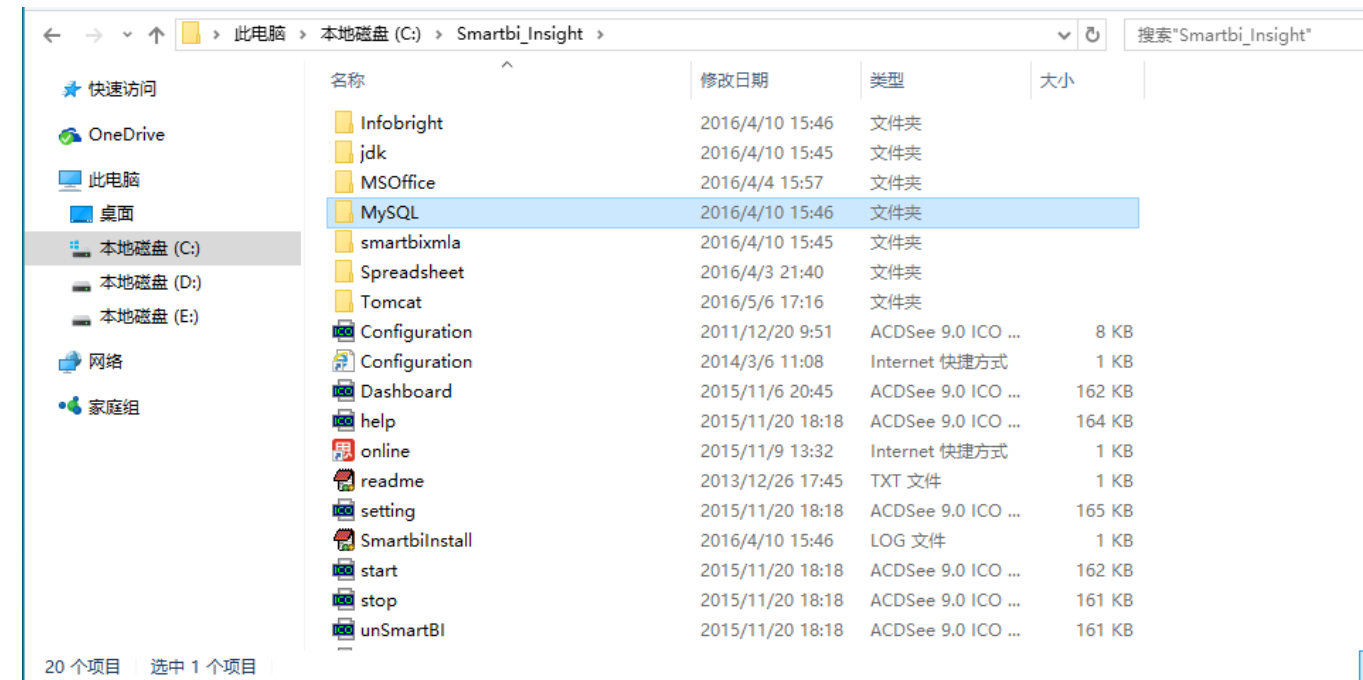 此电脑 本地磁盘 (C:) Smartbi_Insight 搜索"Smartbi_Insight"
名称 修改日期 类型 大小
快速访问
OneDrive
此电脑
桌面
本地磁盘 (C:)
本地磁盘 (D:)
本地磁盘 (E:)
网络
家庭组
Infobright 2016/4/10 15:46 文件夹
jdk 2016/4/10 15:45 文件夹
MSOffice 2016/4/4 15:57 文件夹
MySQL 2016/4/10 15:46 文件夹
smartbixmla 2016/4/10 15:45 文件夹
Spreadsheet 2016/4/3 21:40 文件夹
Tomcat 2016/5/6 17:16 文件夹
ICO Configuration 2011/12/20 9:51 ACDSee 9.0 ICO ... 8 KB
Configuration 2014/3/6 11:08 Internet 快捷方式 1 KB
ICO Dashboard 2015/11/6 20:45 ACDSee 9.0 ICO ... 162 KB
ICO help 2015/11/20 18:18 ACDSee 9.0 ICO ... 164 KB
思 online 2015/11/9 13:32 Internet 快捷方式 1 KB
readme 2013/12/26 17:45 TXT 文件 1 KB
ICO setting 2015/11/20 18:18 ACDSee 9.0 ICO ... 165 KB
SmartbiInstall 2016/4/10 15:46 LOG 文件 1 KB
ICO start 2015/11/20 18:18 ACDSee 9.0 ICO ... 162 KB
ICO stop 2015/11/20 18:18 ACDSee 9.0 ICO ... 161 KB
ICO unSmartBI 2015/11/20 18:18 ACDSee 9.0 ICO ... 161 KB
20 个项目 选中 1 个项目